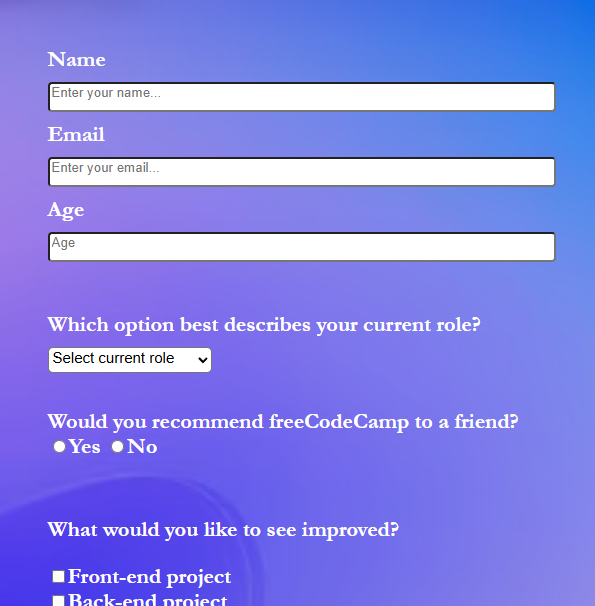 Name
Enter your name...
Email
Enter your email...
Age
Age
Which option best describes your current role?
Select current role
Would you recommend freeCodeCamp to a friend?
Yes No
What would you like to see improved?
Front-end project
Back-end project